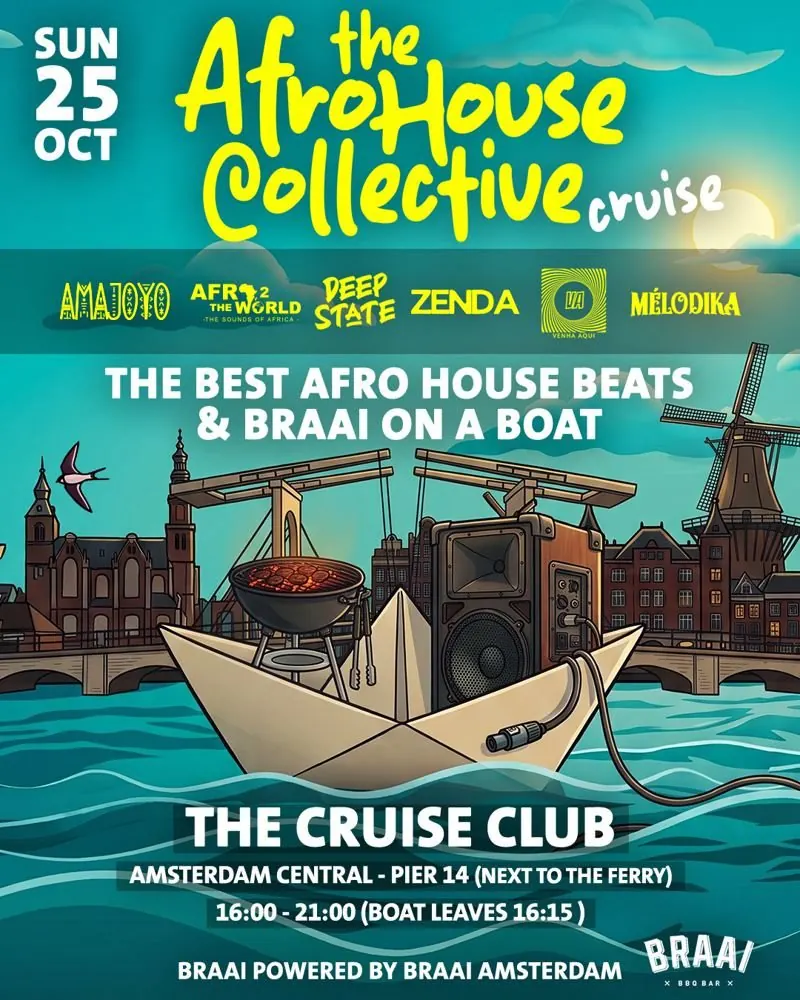 SUN
25
OCT
the
AfroHouse
Collective cruise
AMAJOYO
AFRO 2
THE WORLD
-THE SOUNDS OF AFRICA-
DEEP
STATE
ZENDA
VA
VENHA AQUI
MÉLODIKA
THE BEST AFRO HOUSE BEATS
& BRAAI ON A BOAT
THE CRUISE CLUB
AMSTERDAM CENTRAL - PIER 14 (NEXT TO THE FERRY)
16:00 - 21:00 (BOAT LEAVES 16:15 )
BRAAI POWERED BY BRAAI AMSTERDAM
BRAAI
× BBQ BAR ×